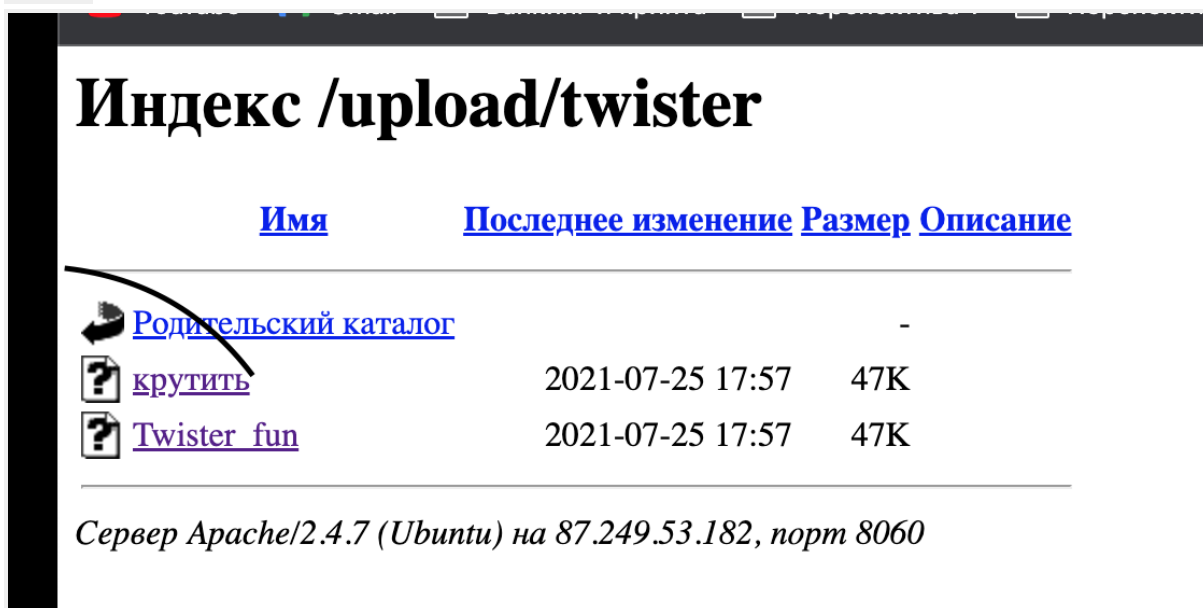 Индекс /upload/twister
Имя Последнее изменение Размер Описание
Родительский каталог -
крутить 2021-07-25 17:57 47K
Twister_fun 2021-07-25 17:57 47K
Сервер Apache/2.4.7 (Ubuntu) на 87.249.53.182, порт 8060